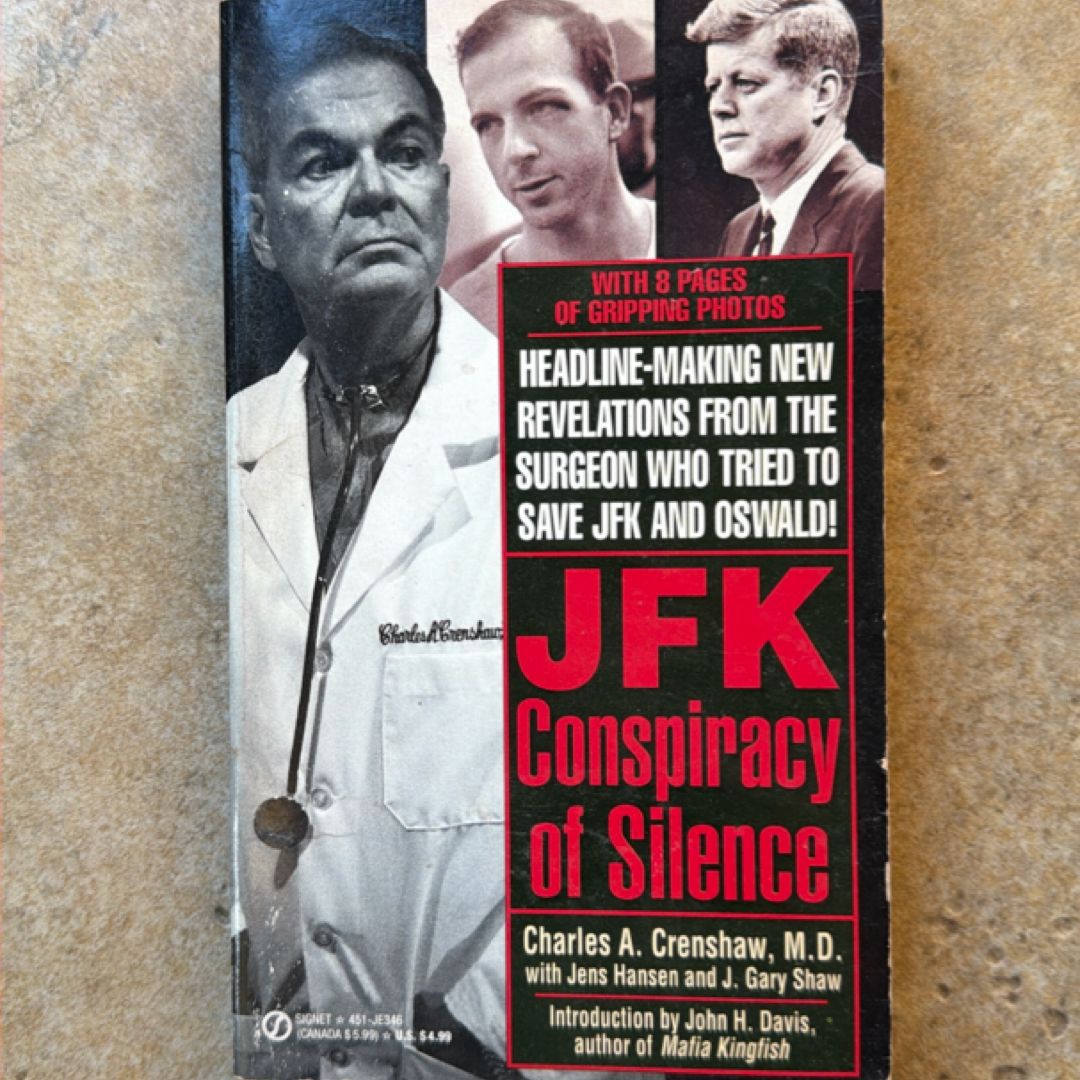 WITH 8 PAGES
OF GRIPPING PHOTOS
HEADLINE-MAKING NEW
REVELATIONS FROM THE
SURGEON WHO TRIED TO
SAVE JFK AND OSWALD!
Charles A Crenshaw,
JFK
Conspiracy
of Silence
Charles A. Crenshaw, M.D.
with Jens Hansen and J. Gary Shaw
Introduction by John H. Davis,
author of Mafia Kingfish
SIGNET ☆ 451-JE346
(CANADA $5.99) ☆ U.S. $4.99